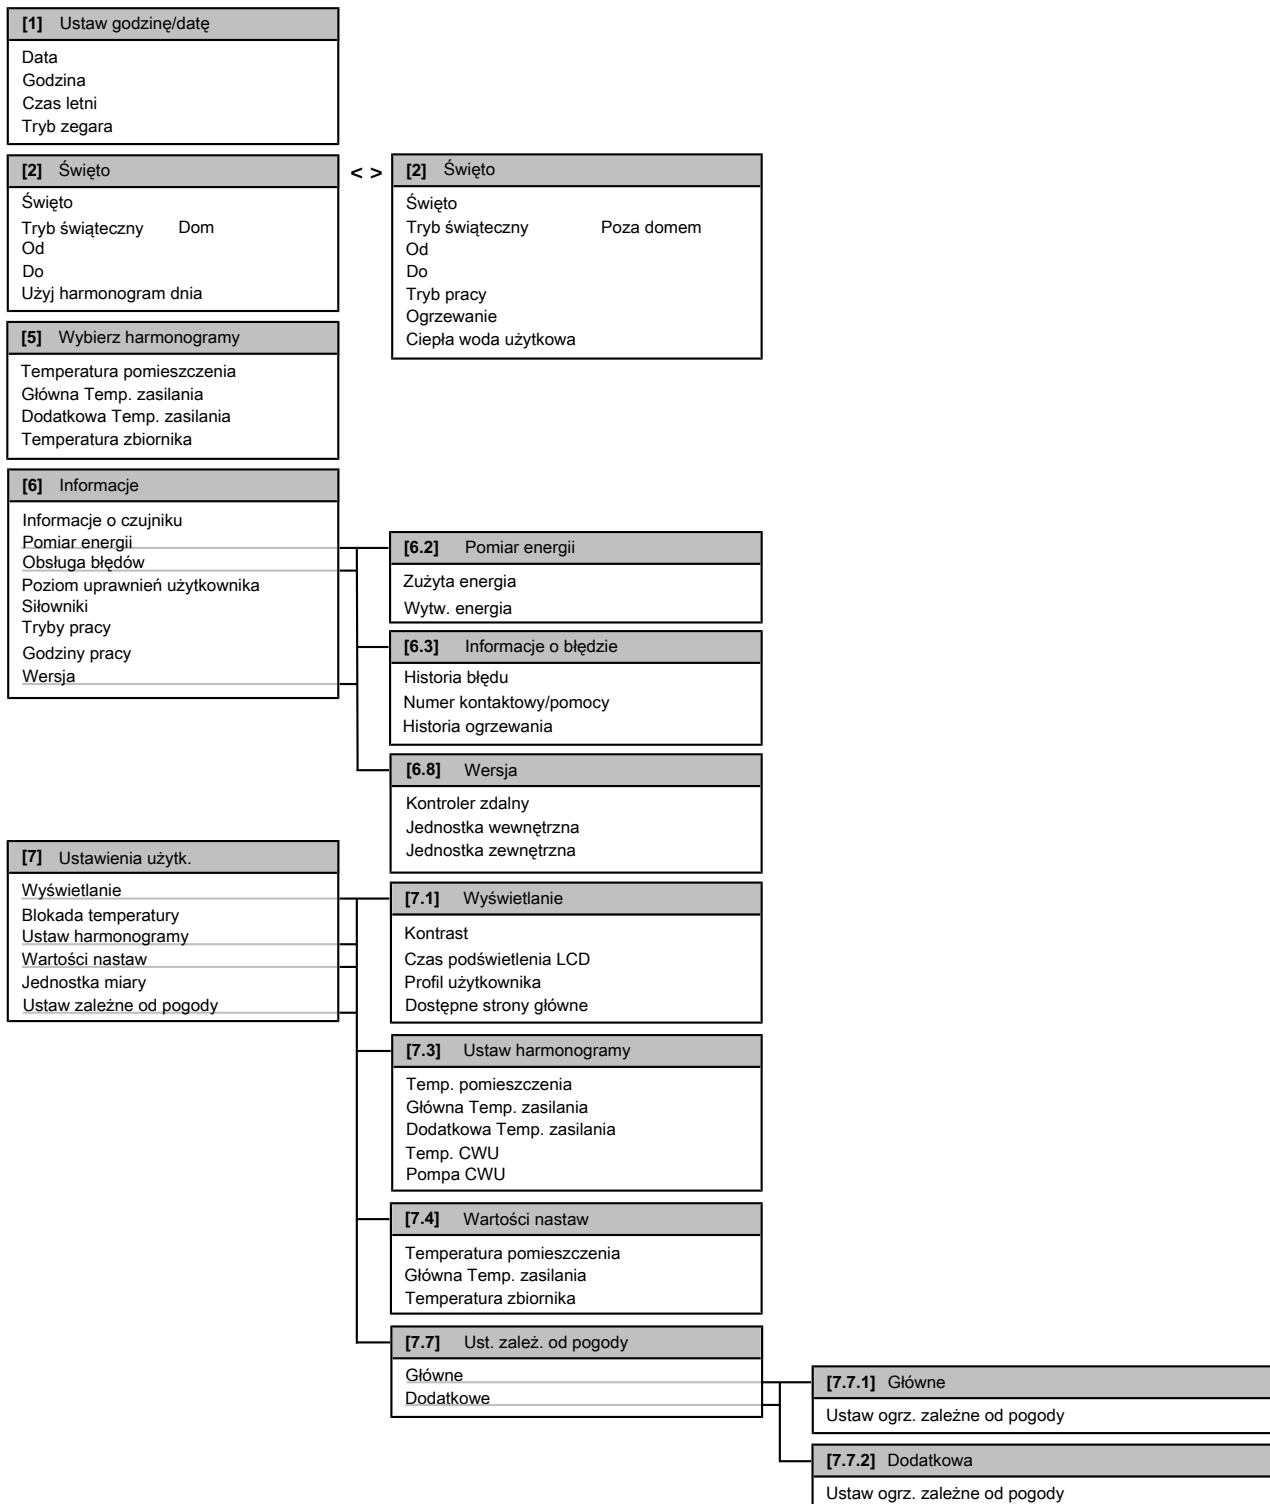 [1] Ustaw godzinę/datę
Data
Godzina
Czas letni
Tryb zegara
[2] Święto
Święto
Tryb świąteczny Dom
Od
Do
Użyj harmonogram dnia
< >
[2] Święto
Święto
Tryb świąteczny Poza domem
Od
Do
Tryb pracy
Ogrzewanie
Ciepła woda użytkowa
[5] Wybierz harmonogramy
Temperatura pomieszczenia
Główna Temp. zasilania
Dodatkowa Temp. zasilania
Temperatura zbiornika
[6] Informacje
Informacje o czujniku
Pomiar energii
Obsługa błędów
Poziom uprawnień użytkownika
Siłowniki
Tryby pracy
Godziny pracy
Wersja
[6.2] Pomiar energii
Zużyta energia
Wytw. energia
[6.3] Informacje o błędzie
Historia błędu
Numer kontaktowy/pomocy
Historia ogrzewania
[6.8] Wersja
Kontroler zdalny
Jednostka wewnętrzna
Jednostka zewnętrzna
[7] Ustawienia użytk.
Wyświetlanie
Blokada temperatury
Ustaw harmonogramy
Wartości nastaw
Jednostka miary
Ustaw zależne od pogody
[7.1] Wyświetlanie
Kontrast
Czas podświetlenia LCD
Profil użytkownika
Dostępne strony główne
[7.3] Ustaw harmonogramy
Temp. pomieszczenia
Główna Temp. zasilania
Dodatkowa Temp. zasilania
Temp. CWU
Pompa CWU
[7.4] Wartości nastaw
Temperatura pomieszczenia
Główna Temp. zasilania
Temperatura zbiornika
[7.7] Ust. zależ. od pogody
Główne
Dodatkowe
[7.7.1] Główne
Ustaw ogrz. zależne od pogody
[7.7.2] Dodatkowa
Ustaw ogrz. zależne od pogody